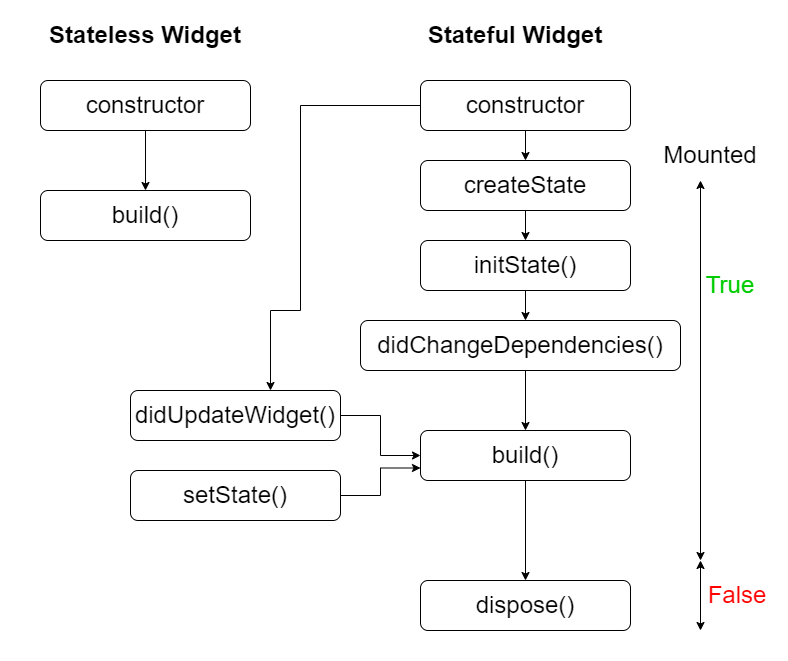 Stateless Widget
Stateful Widget
constructor
constructor
Mounted
createState
build()
initState()
True
didChangeDependencies()
didUpdateWidget()
build()
setState()
dispose()
False